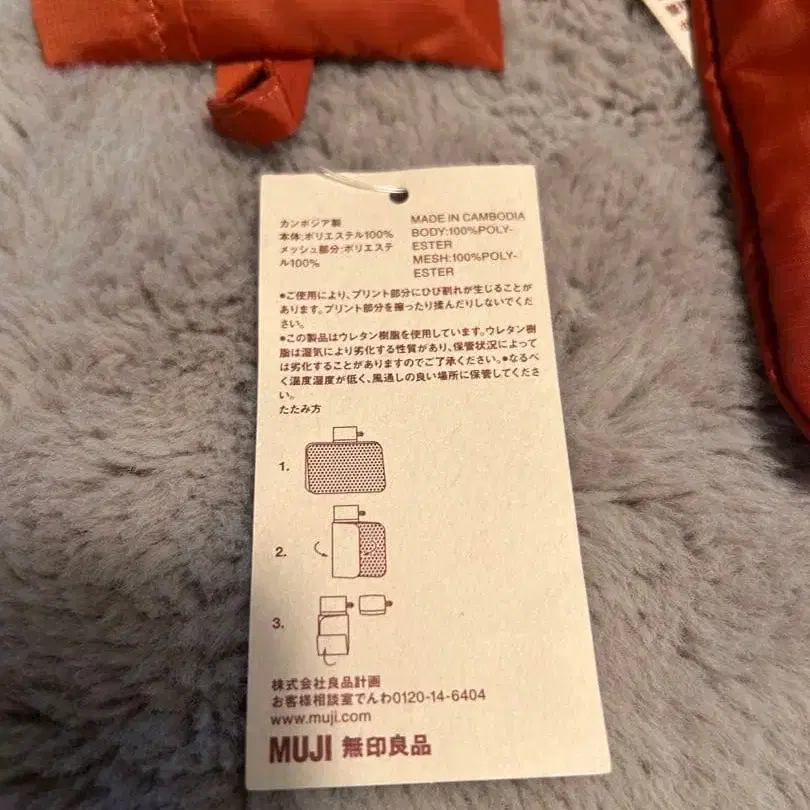 カンボジア製
本体:ポリエステル100%
メッシュ部分:ポリエステ
ル100%
MADE IN CAMBODIA
BODY:100%POLY-
ESTER
MESH:100%POLY-
ESTER
●ご使用により、プリント部分にひび割れが生じることが
あります。プリント部分を擦ったり揉んだりしないでくだ
さい。
●この製品はウレタン樹脂を使用しています。ウレタン樹
脂は湿気により劣化する性質があり、保管状況によって
は劣化することがありますのでご了承ください。●なるべ
く温度湿度が低く、風通しの良い場所に保管してくださ
い。
たたみ方
1.
2.
3.
株式会社良品計画
お客様相談室でんわ0120-14-6404
www.muji.com
MUJI 無印良品